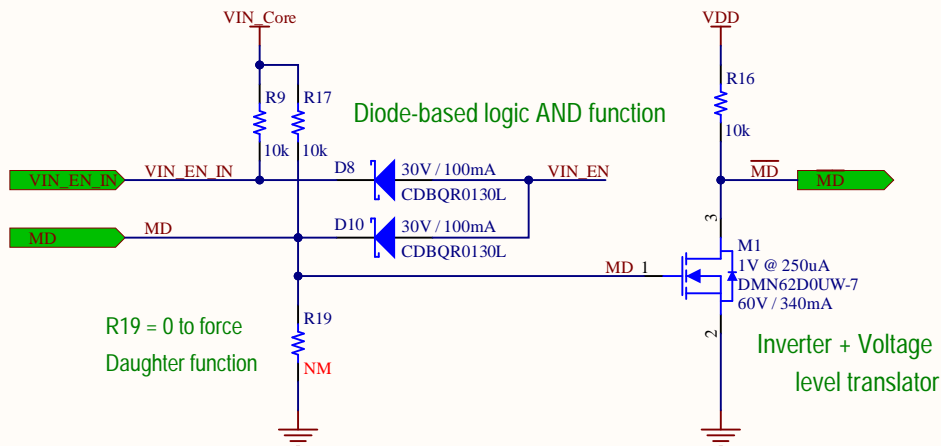 VIN_Core
VDD
R9
R17
10k
10k
R16
10k
Diode-based logic AND function
VIN_EN_IN
VIN_EN_IN
D8
30V / 100mA
CDBQR0130L
VIN_EN
MD
MD
MD
MD
D10
30V / 100mA
CDBQR0130L
MD
1
3
2
M1
1V @ 250uA
DMN62D0UW-7
60V / 340mA
R19
NM
R19 = 0 to force
Daughter function
Inverter + Voltage
level translator